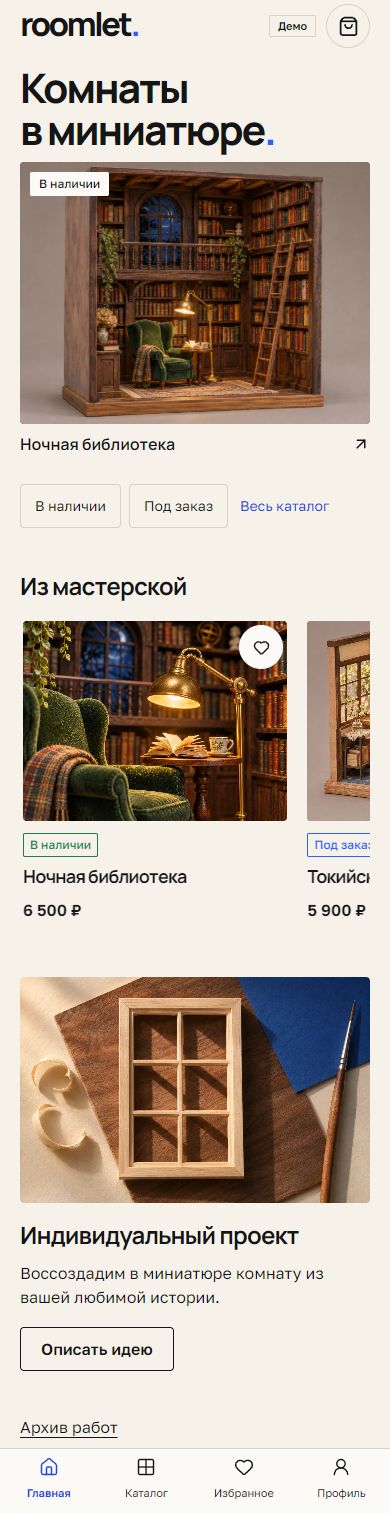 roomlet.
Демо
Комнаты
в миниатюре.
В наличии
Ночная библиотека
В наличии
Под заказ
Весь каталог
Из мастерской
В наличии
Под заказ
Ночная библиотека
6 500 ₽
5 900 ₽
Индивидуальный проект
Воссоздадим в миниатюре комнату из
вашей любимой истории.
Описать идею
Архив работ
Главная
Каталог
Избранное
Профиль